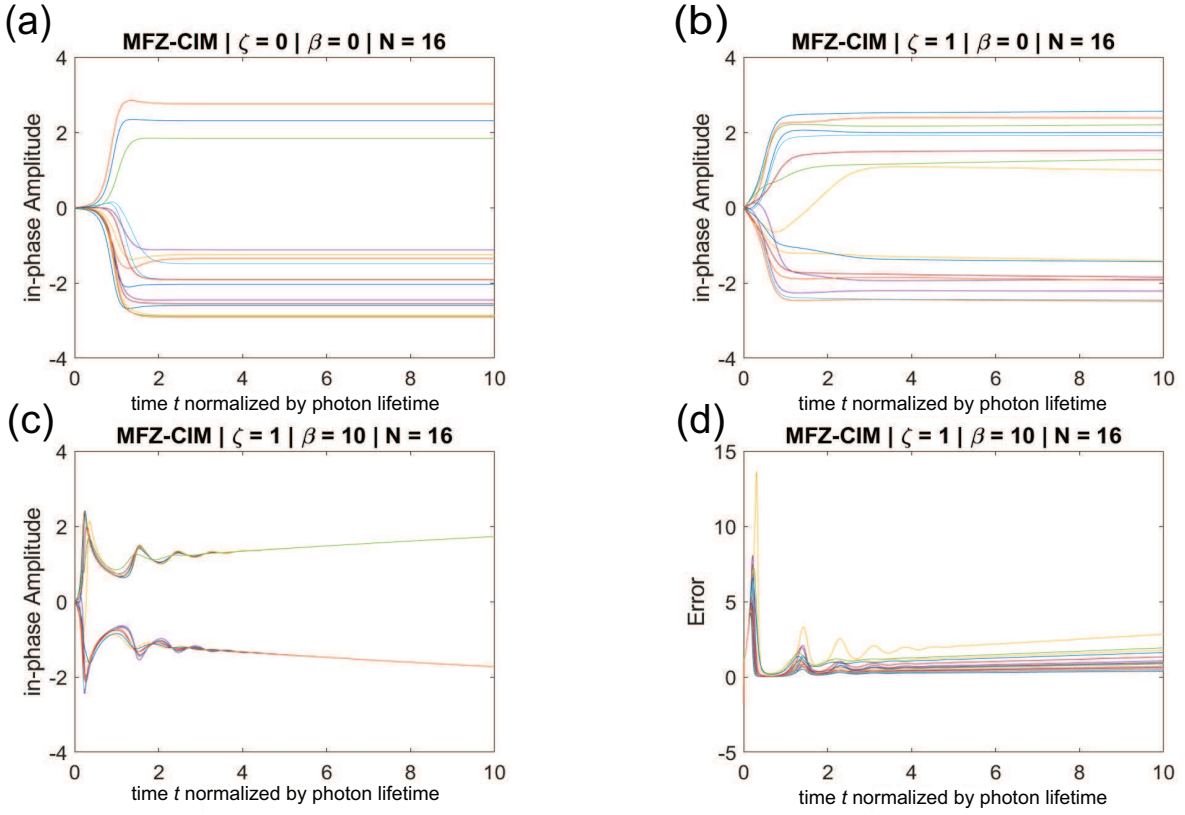 (a)
MFZ-CIM | ζ = 0 | β = 0 | N = 16
in-phase Amplitude
4
2
0
-2
-4
0 2 4 6 8 10
time t normalized by photon lifetime
(b)
MFZ-CIM | ζ = 1 | β = 0 | N = 16
in-phase Amplitude
4
2
0
-2
-4
0 2 4 6 8 10
time t normalized by photon lifetime
(c)
MFZ-CIM | ζ = 1 | β = 10 | N = 16
in-phase Amplitude
4
2
0
-2
-4
0 2 4 6 8 10
time t normalized by photon lifetime
(d)
MFZ-CIM | ζ = 1 | β = 10 | N = 16
Error
15
10
5
0
-5
0 2 4 6 8 10
time t normalized by photon lifetime